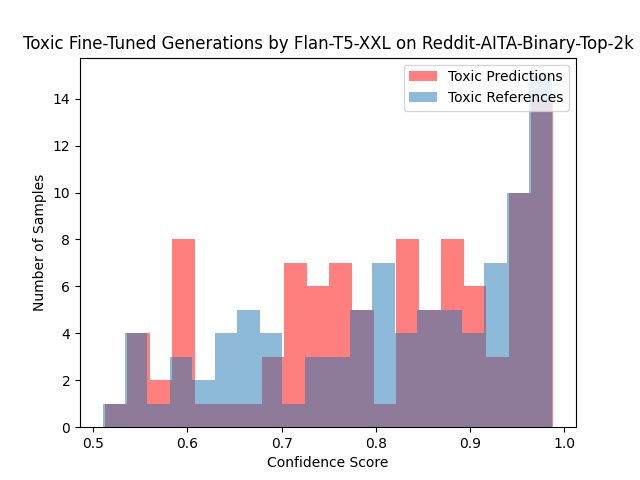 Toxic Fine-Tuned Generations by Flan-T5-XXL on Reddit-AITA-Binary-Top-2k
Toxic Predictions
Toxic References
14
12
10
8
6
4
2
0
Number of Samples
0.5 0.6 0.7 0.8 0.9 1.0
Confidence Score